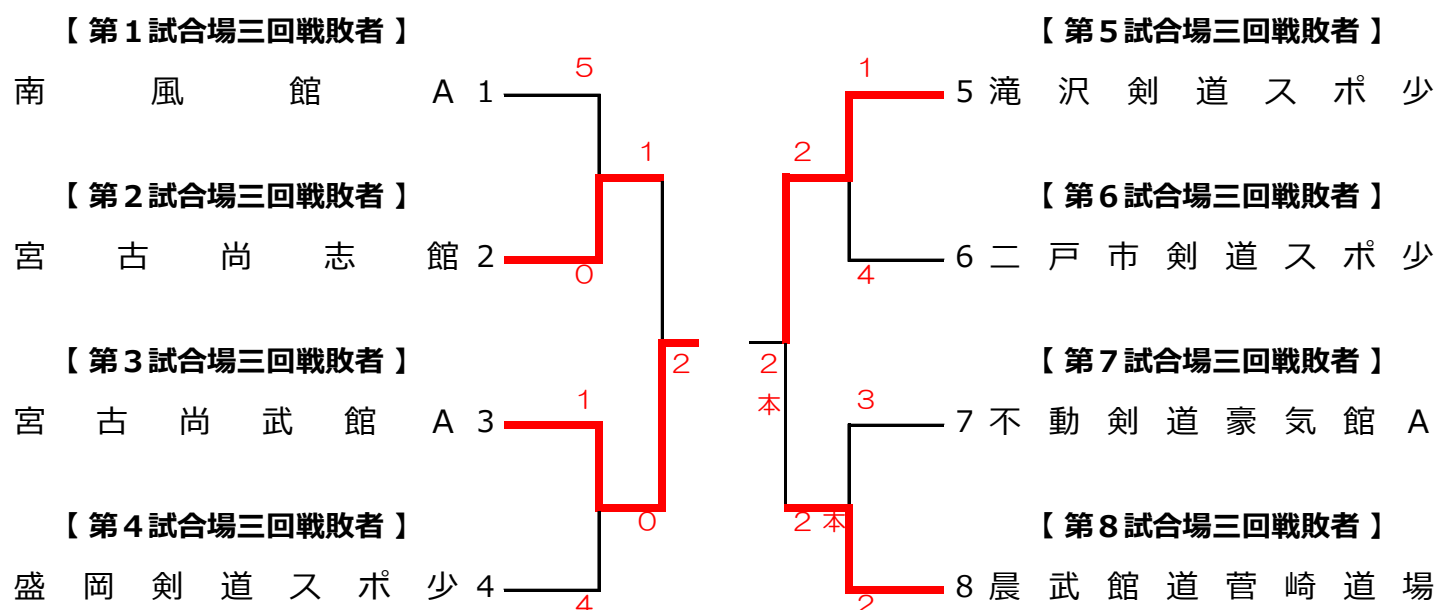 【 第１試合場三回戦敗者 】
【 第５試合場三回戦敗者 】
5
1
南風館A 1
5 滝沢剣道スポ少
1
2
【 第２試合場三回戦敗者 】
【 第６試合場三回戦敗者 】
宮古尚志館 2
6 二戸市剣道スポ少
0
4
【 第３試合場三回戦敗者 】
【 第７試合場三回戦敗者 】
2
2本
1
3
宮古尚武館A 3
7 不動剣道豪気館A
【 第４試合場三回戦敗者 】
【 第８試合場三回戦敗者 】
0
2本
盛岡剣道スポ少 4
8 晨武館道菅崎道場
4
2